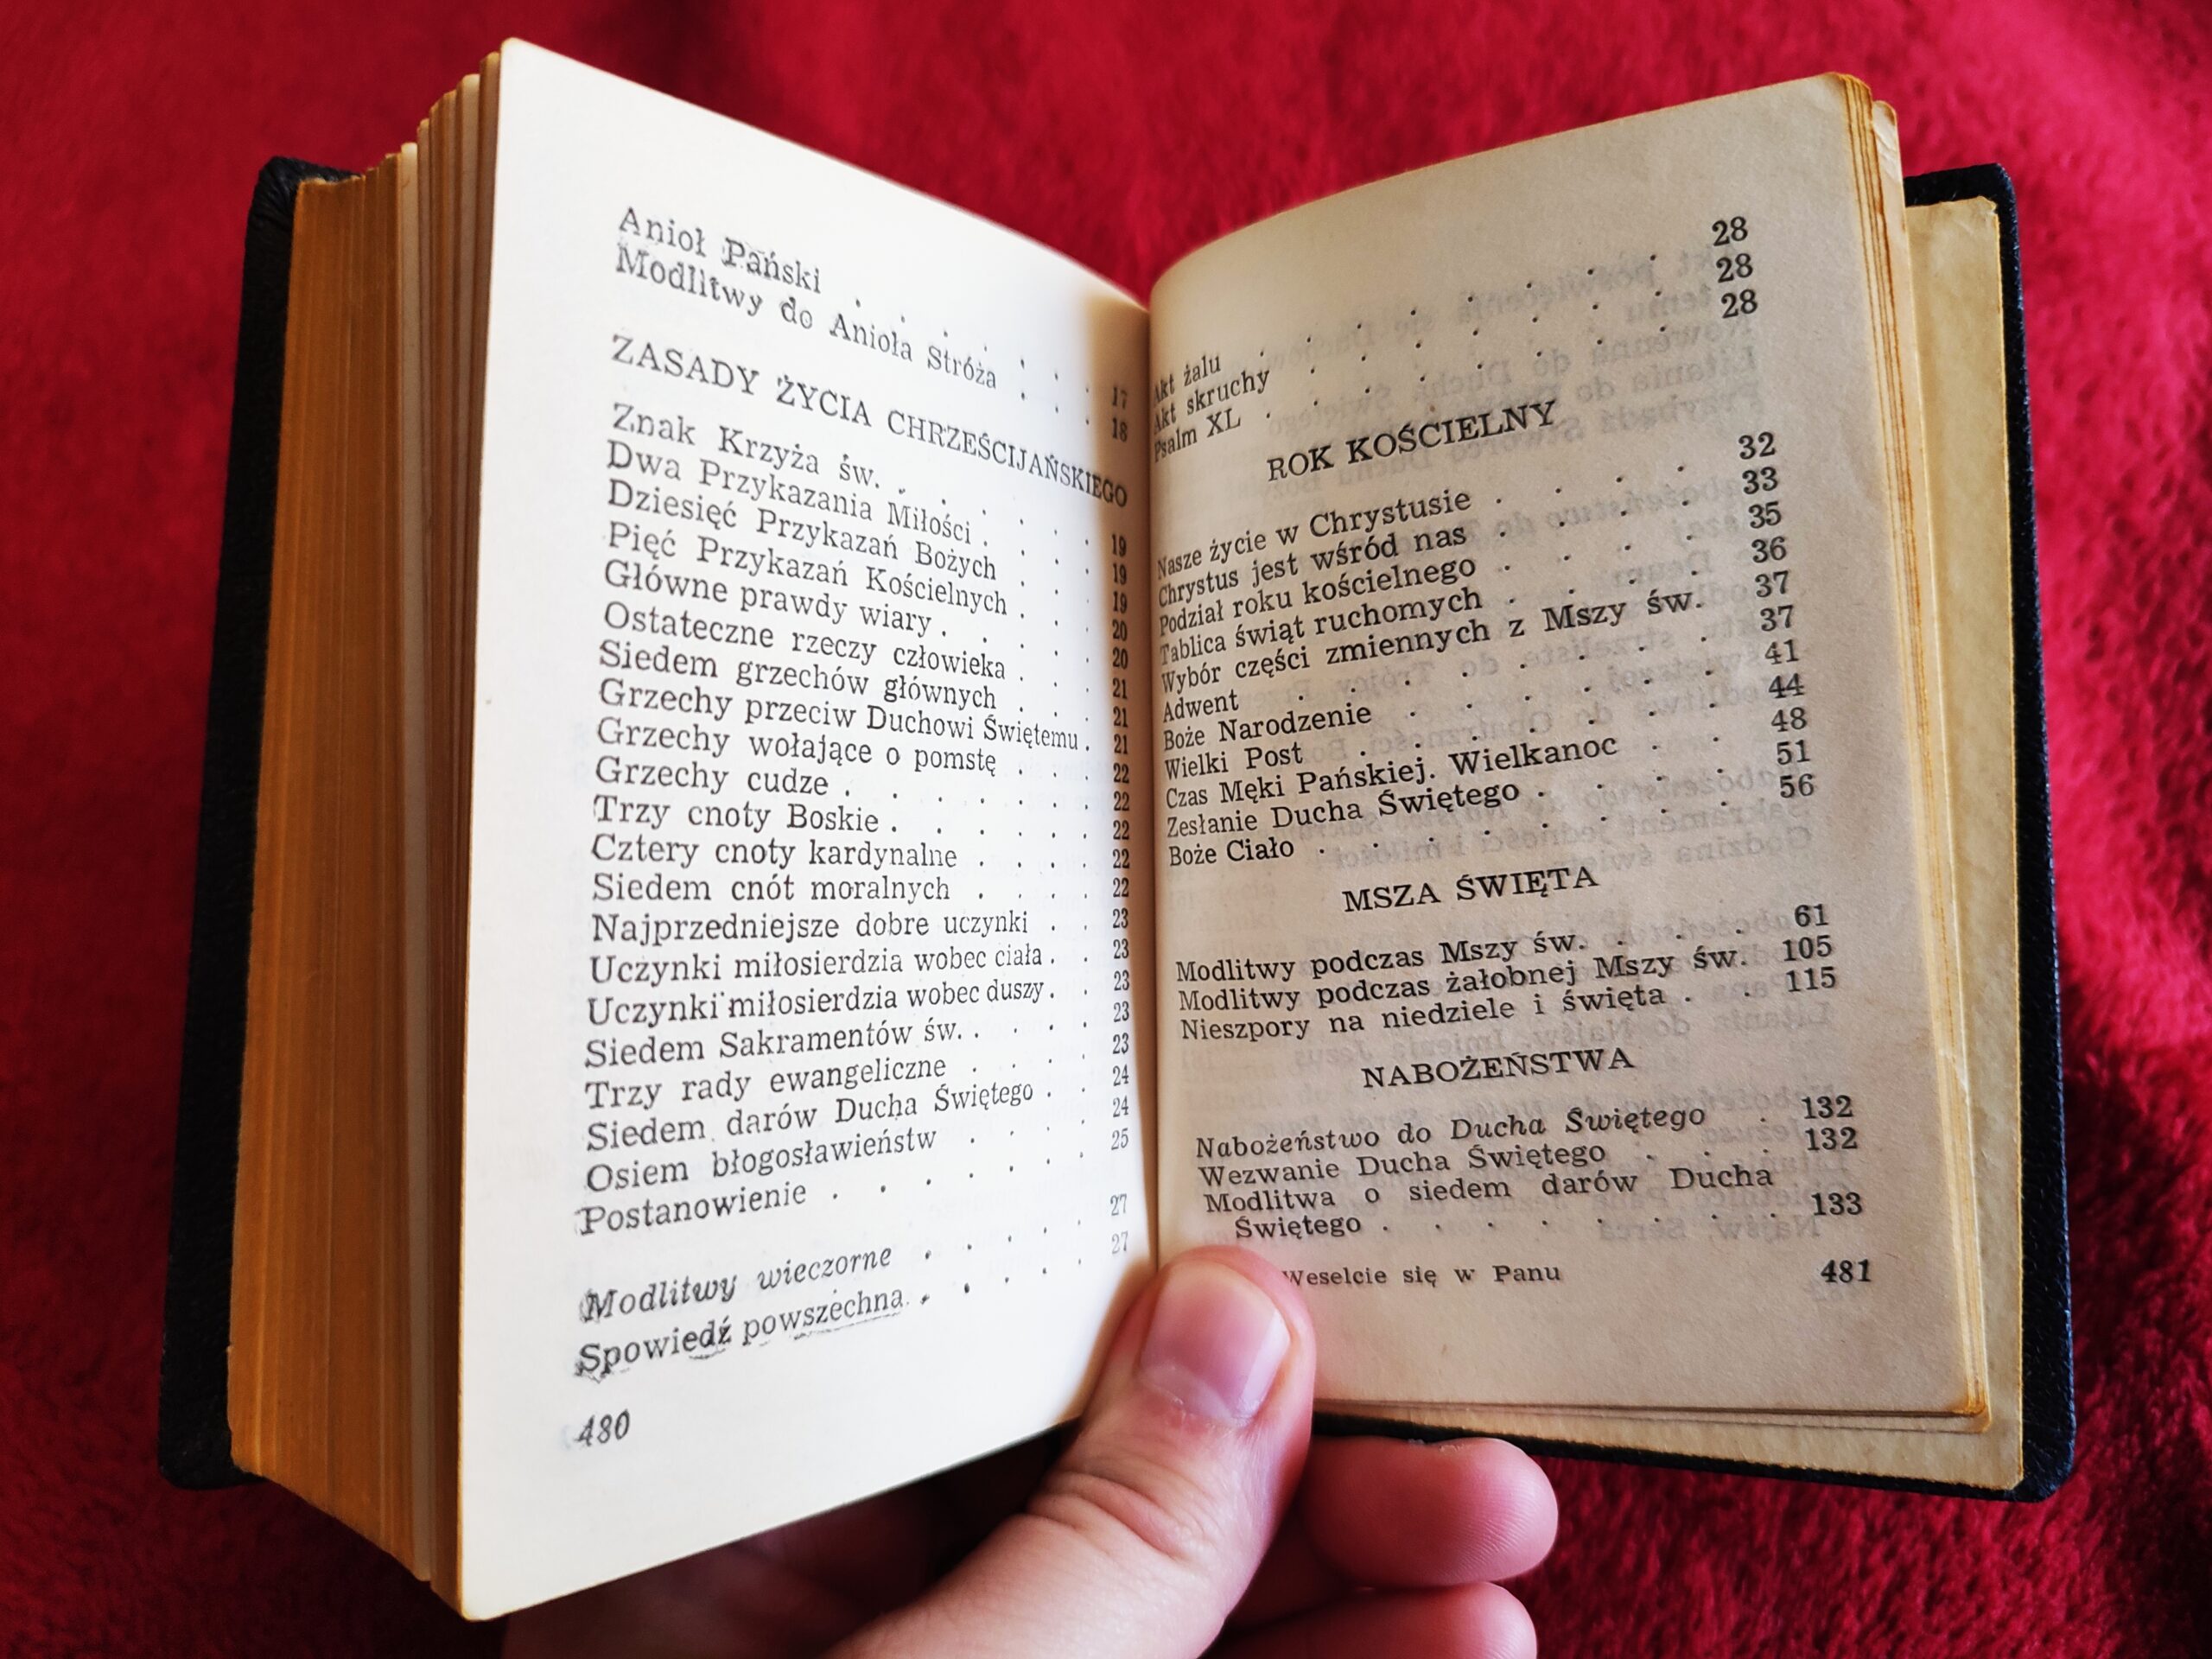 Anioł Pański . . . . . . 17
Modlitwy do Anioła Stróża . . . 18
ZASADY ŻYCIA CHRZEŚCIJAŃSKIEGO
Znak Krzyża św. . . . . . 19
Dwa Przykazania Miłości . . . . 19
Dziesięć Przykazań Bożych . . . 19
Pięć Przykazań Kościelnych . . . 20
Główne prawdy wiary . . . . . 20
Ostateczne rzeczy człowieka . . . 21
Siedem grzechów głównych . . . 21
Grzechy przeciw Duchowi Świętemu . 21
Grzechy wołające o pomstę . . . 22
Grzechy cudze . . . . . . . 22
Trzy cnoty Boskie . . . . . . 22
Cztery cnoty kardynalne . . . . 22
Siedem cnót moralnych . . . . 22
Najprzedniejsze dobre uczynki . . 23
Uczynki miłosierdzia wobec ciała . . 23
Uczynki miłosierdzia wobec duszy . . 23
Siedem Sakramentów św. . . . . 23
Trzy rady ewangeliczne . . . . 23
Siedem darów Ducha Świętego . . 24
Osiem błogosławieństw . . . . 24
Postanowienie . . . . . . . 25
Modlitwy wieczorne . . . . . 27
Spowiedź powszechna . . . . . 27
480
Akt żalu . . . . . . . . . 28
Akt skruchy . . . . . . . . 28
Psalm XL . . . . . . . . . 28
ROK KOŚCIELNY
Nasze życie w Chrystusie . . . . 32
Chrystus jest wśród nas . . . . 33
Podział roku kościelnego . . . . 35
Tablica świąt ruchomych . . . . 36
Wybór części zmiennych z Mszy św. 37
Adwent . . . . . . . . . 37
Boże Narodzenie . . . . . . 41
Wielki Post . . . . . . . . 44
Czas Męki Pańskiej. Wielkanoc . . 48
Zesłanie Ducha Świętego . . . . 51
Boże Ciało . . . . . . . . 56
MSZA ŚWIĘTA
Modlitwy podczas Mszy św. . . . . 61
Modlitwy podczas żałobnej Mszy św. 105
Nieszpory na niedziele i święta . . 115
NABOŻEŃSTWA
Nabożeństwo do Ducha Świętego . 132
Wezwanie Ducha Świętego . . . 132
Modlitwa o siedem darów Ducha
Świętego . . . . . . . . 133
Weselcie się w Panu 481